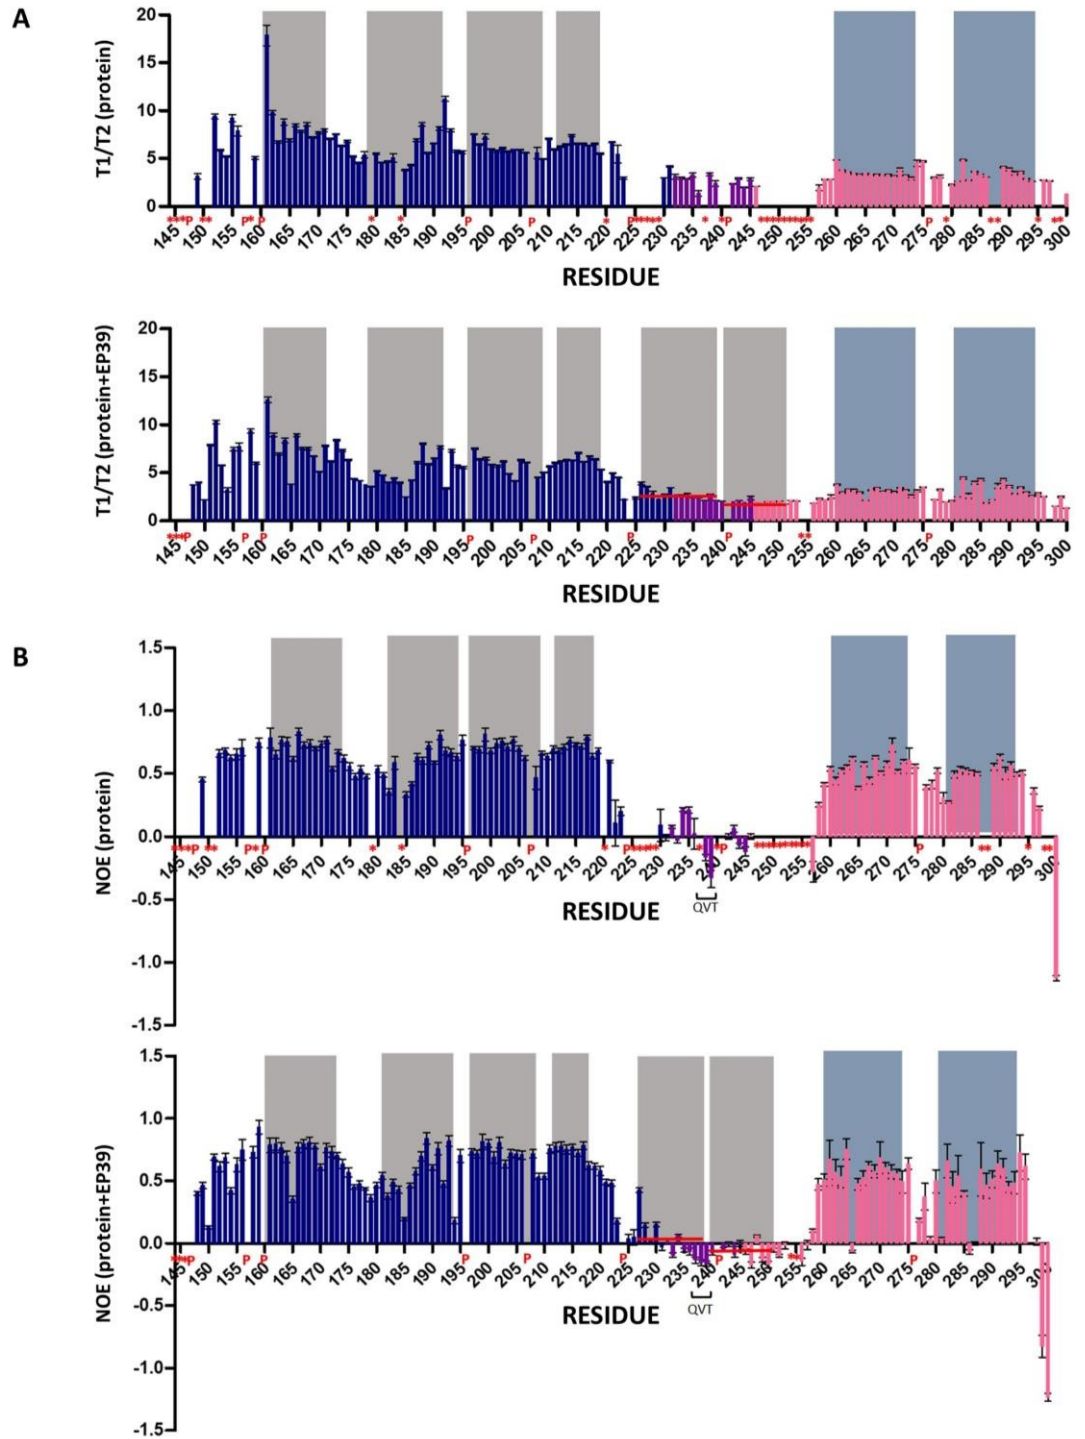 A
T1/T2 (protein)
20
15
10
5
0
***P ** P* P * * P P * P***** * *P ********** P * ** * **
145 150 155 160 165 170 175 180 185 190 195 200 205 210 215 220 225 230 235 240 245 250 255 260 265 270 275 280 285 290 295 300
RESIDUE
T1/T2 (protein+EP39)
20
15
10
5
0
***P P P P P P P ** P
145 150 155 160 165 170 175 180 185 190 195 200 205 210 215 220 225 230 235 240 245 250 255 260 265 270 275 280 285 290 295 300
RESIDUE
B
NOE (protein)
1.5
1.0
0.5
0.0
-0.5
-1.0
-1.5
***P ** P* P * * P P * P***** * *P ********** P ** * **
145 150 155 160 165 170 175 180 185 190 195 200 205 210 215 220 225 230 235 240 245 250 255 260 265 270 275 280 285 290 295 300
QVT
RESIDUE
NOE (protein+EP39)
1.5
1.0
0.5
0.0
-0.5
-1.0
-1.5
***P P P P P P P ** P
145 150 155 160 165 170 175 180 185 190 195 200 205 210 215 220 225 230 235 240 245 250 255 260 265 270 275 280 285 290 295
QVT
RESIDUE